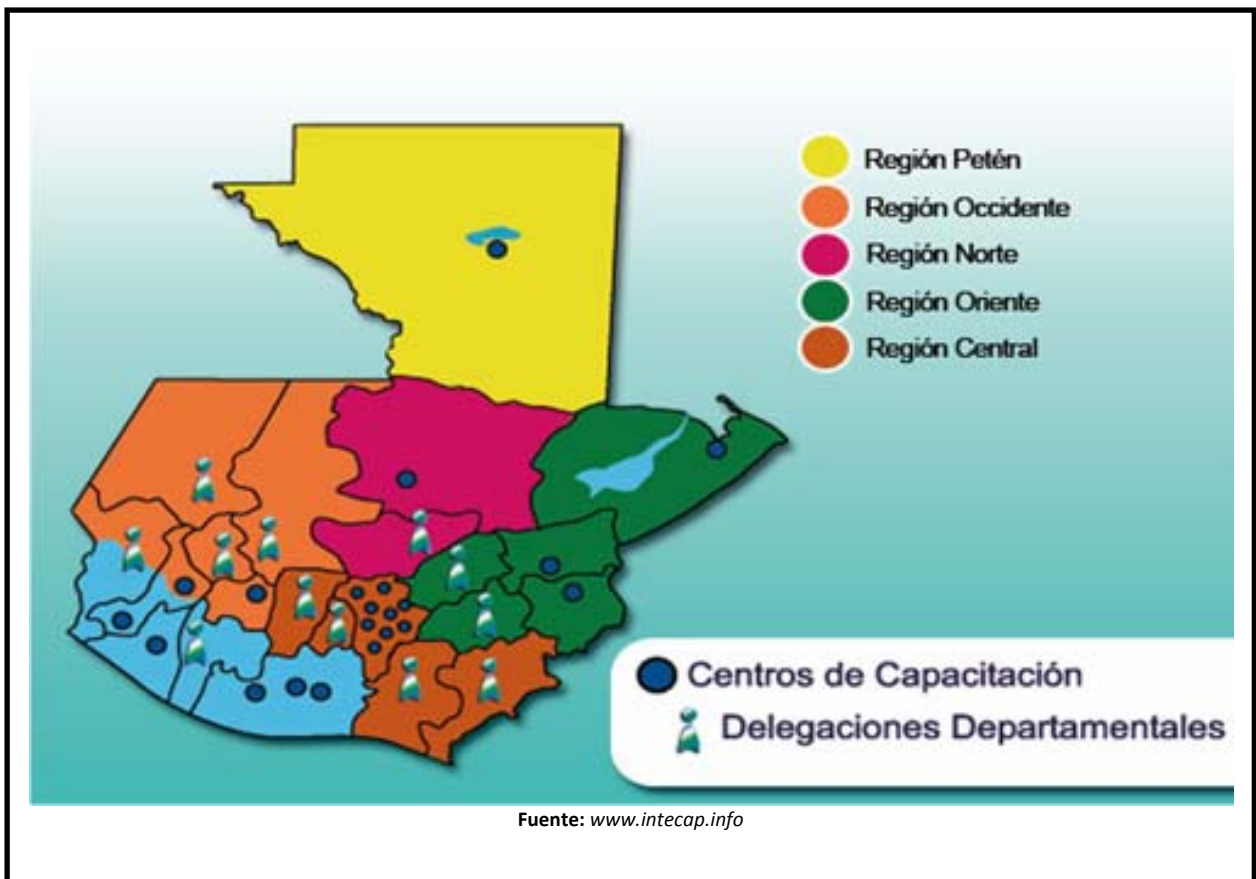 Región Petén
Región Occidente
Región Norte
Región Oriente
Región Central
Centros de Capacitación
Delegaciones Departamentales
Fuente: www.intecap.info